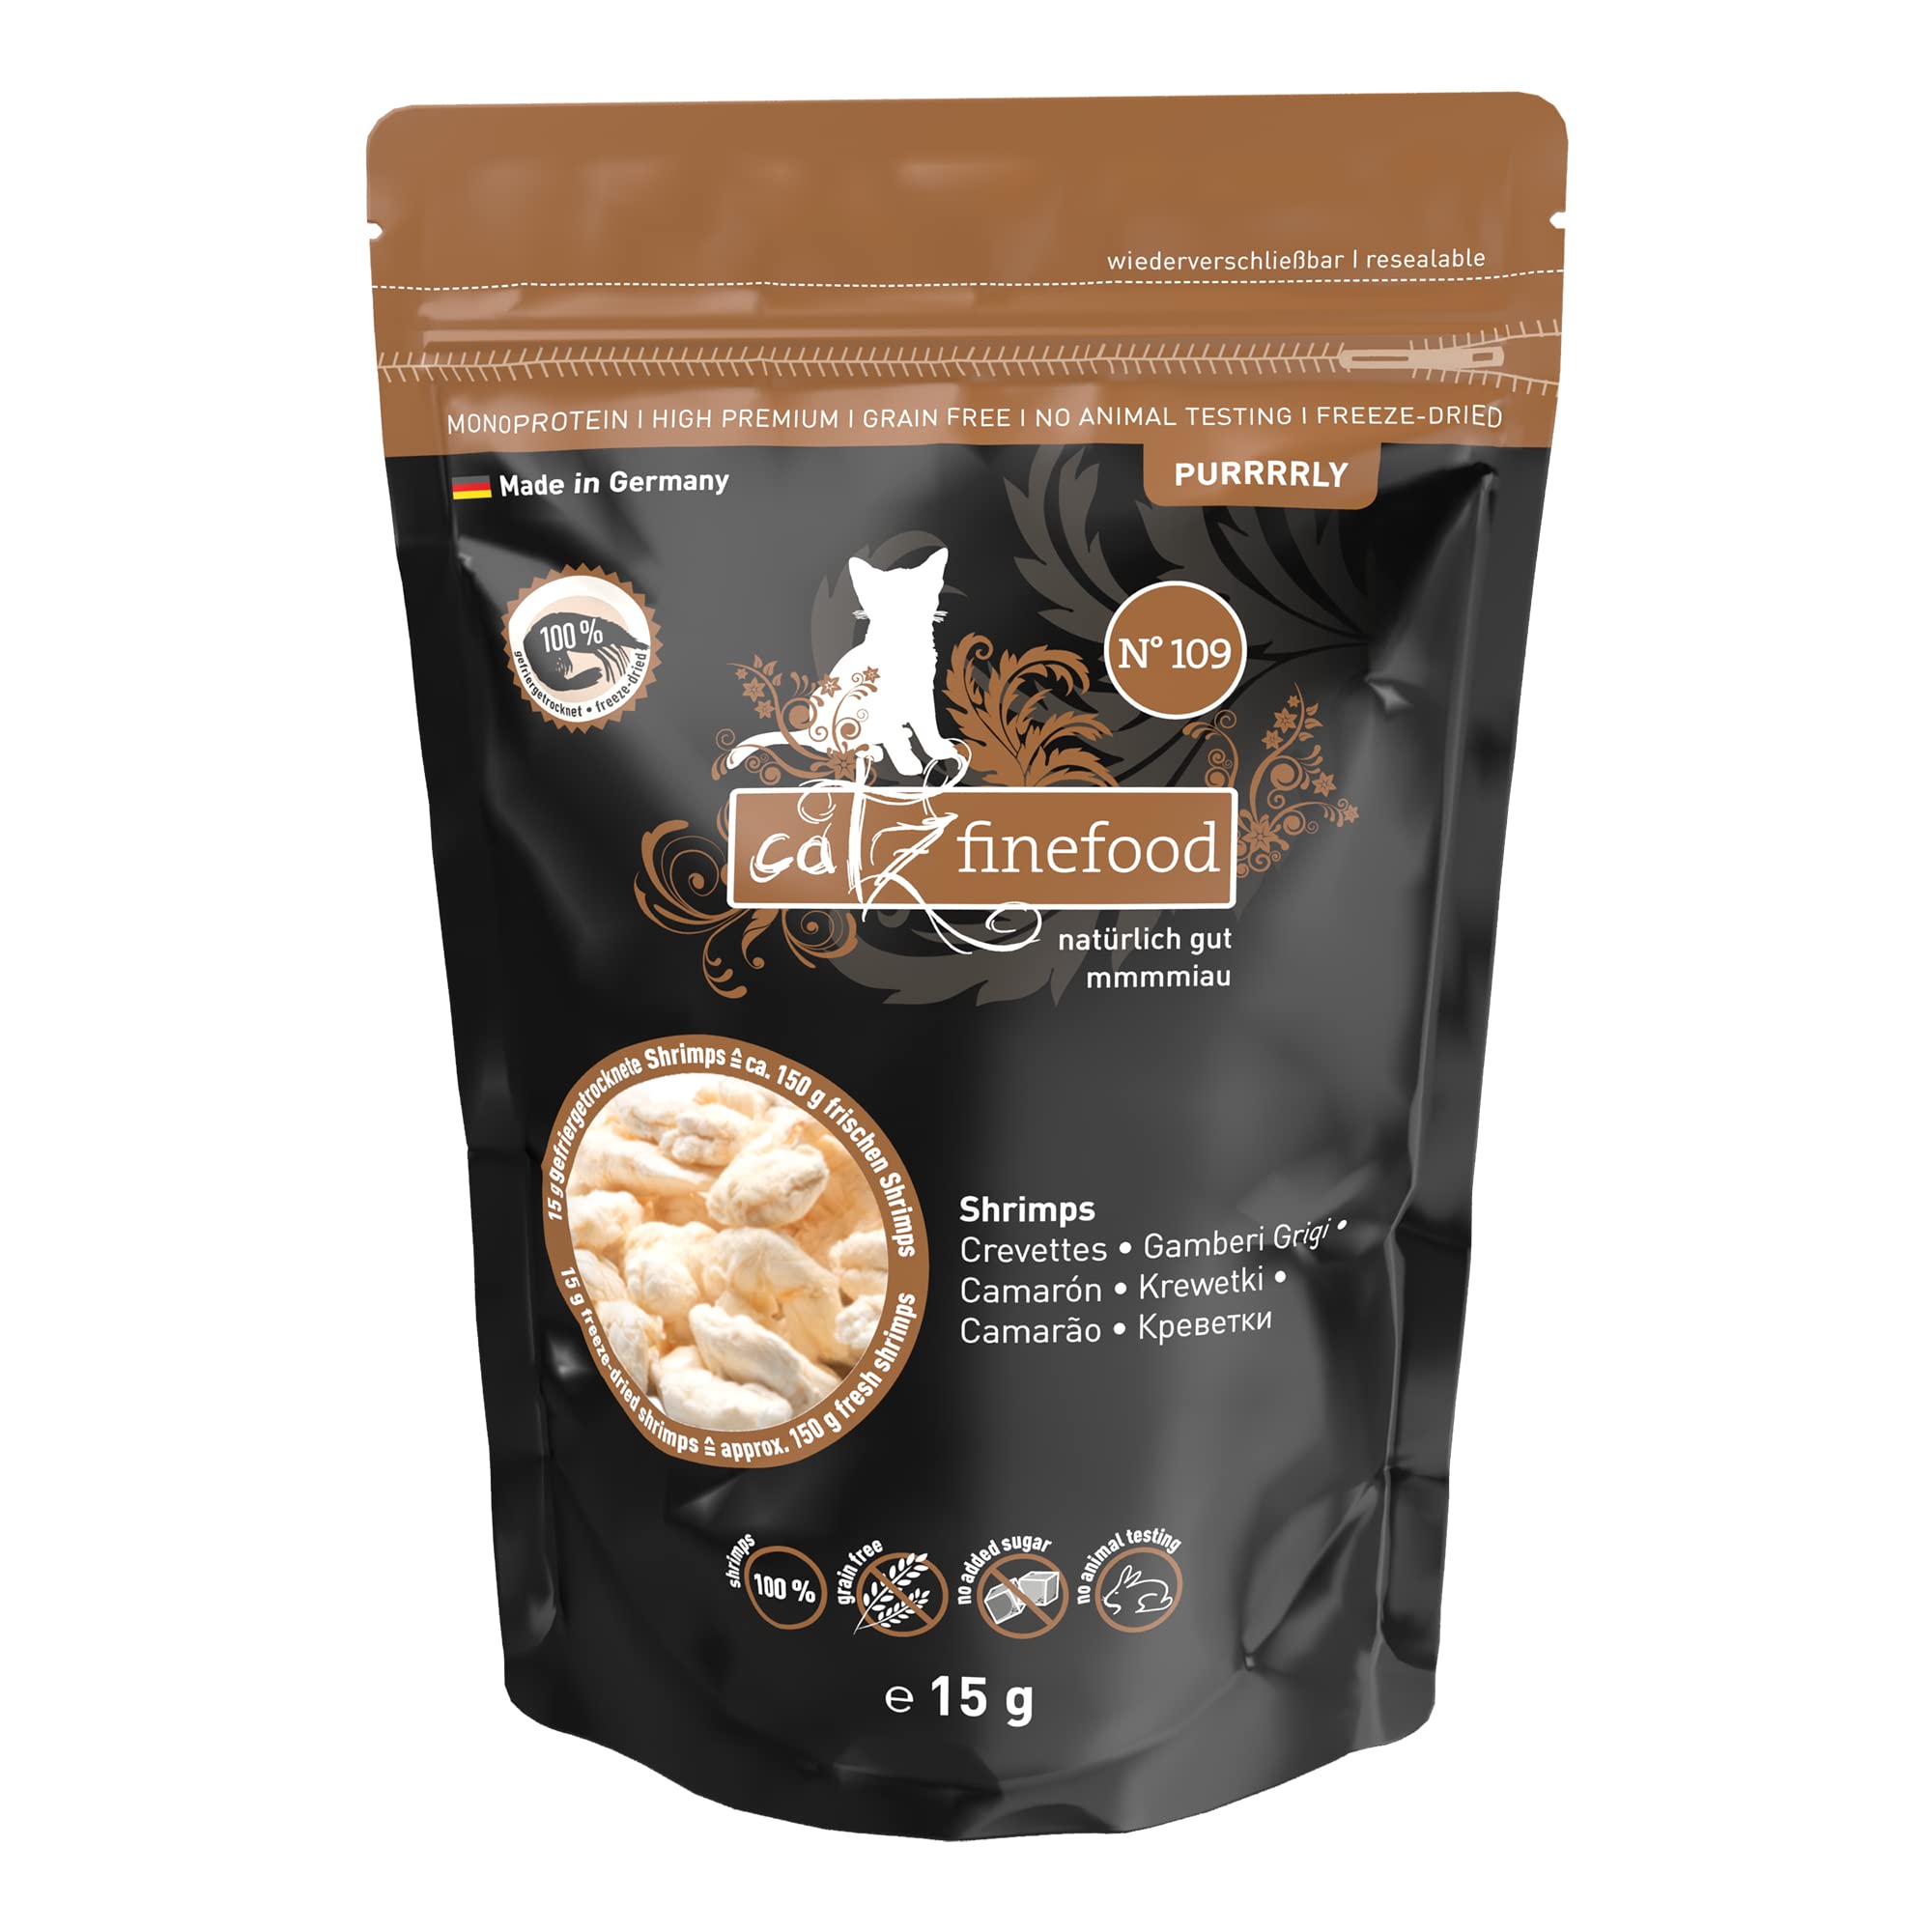 wiederverschließbar | resealable
MONOPROTEIN | HIGH PREMIUM | GRAIN FREE | NO ANIMAL TESTING | FREEZE-DRIED
Made in Germany
PURRRRLY
100 %
gefriergetrocknet • freeze-dried
N° 109
catz finefood
natürlich gut
mmmmiau
15 g gefriergetrocknete Shrimps ≙ ca. 150 g frischen Shrimps
15 g freeze-dried shrimps ≙ approx. 150 g fresh shrimps
Shrimps
Crevettes • Gamberi Grigi •
Camarón • Krewetki •
Camarão • Креветки
shrimps
100 %
grain free
no added sugar
no animal testing
℮ 15 g